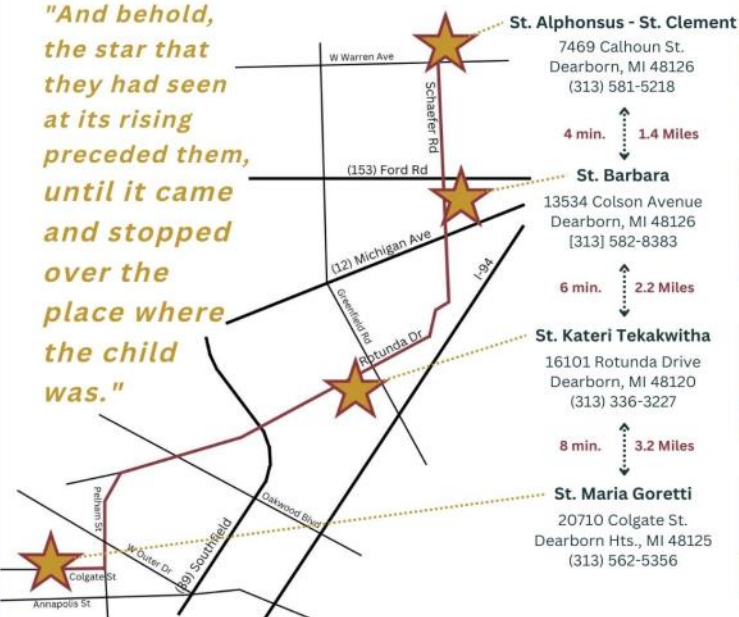 "And behold,
the star that
they had seen
at its rising
preceded them,
until it came
and stopped
over the
place where
the child
was."
W Warren Ave
Schaefer Rd
(153) Ford Rd
(12) Michigan Ave
I-94
Greenfield Rd
Rotunda Dr
Pelham St
Oakwood Blvd
W Outer Dr
(39) Southfield
Colgate St
Annapolis St
St. Alphonsus - St. Clement
7469 Calhoun St.
Dearborn, MI 48126
(313) 581-5218
4 min. 1.4 Miles
St. Barbara
13534 Colson Avenue
Dearborn, MI 48126
[313] 582-8383
6 min. 2.2 Miles
St. Kateri Tekakwitha
16101 Rotunda Drive
Dearborn, MI 48120
(313) 336-3227
8 min. 3.2 Miles
St. Maria Goretti
20710 Colgate St.
Dearborn Hts., MI 48125
(313) 562-5356